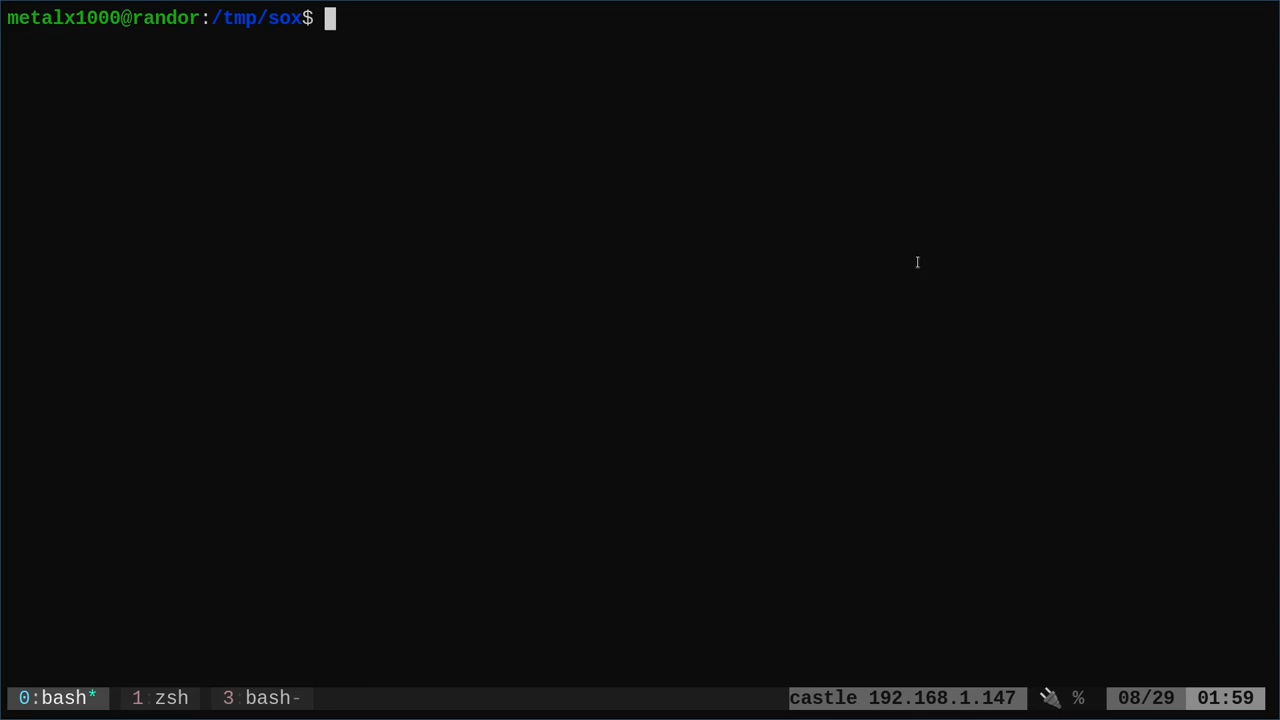 metalx1000@randor:/tmp/sox$
0:bash* 1:zsh 3:bash- castle 192.168.1.147 🔌 % 08/29 01:59